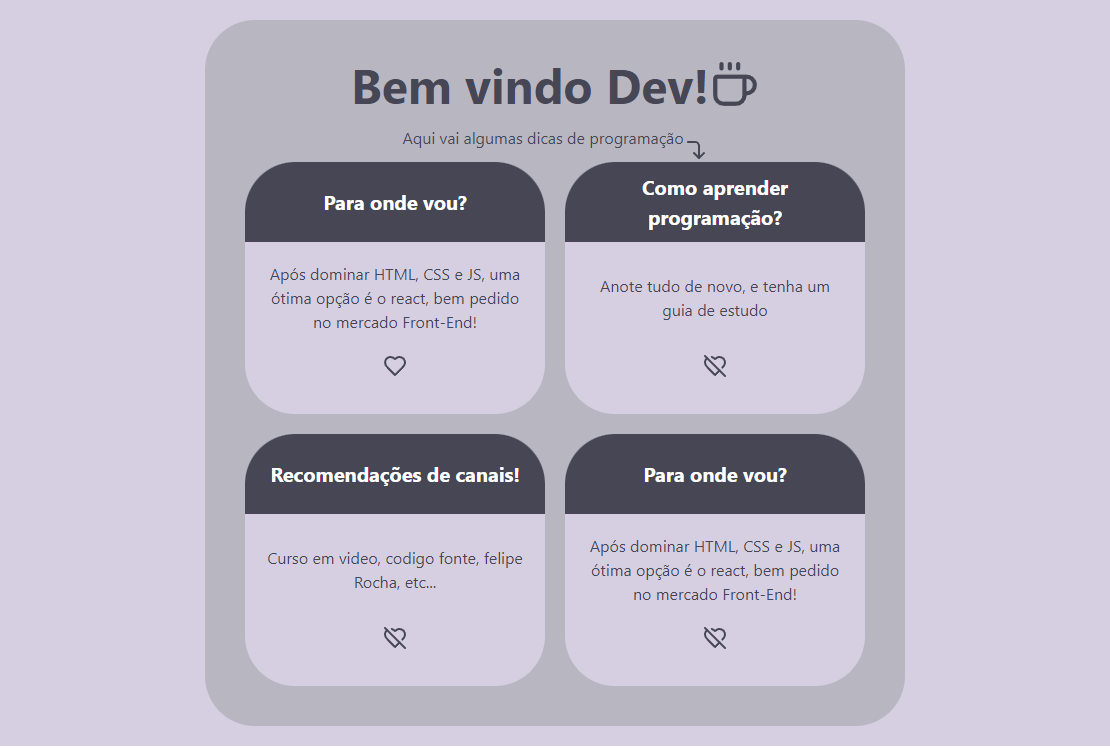 Bem vindo Dev!
Aqui vai algumas dicas de programação
Para onde vou?
Após dominar HTML, CSS e JS, uma
ótima opção é o react, bem pedido
no mercado Front-End!
Como aprender
programação?
Anote tudo de novo, e tenha um
guia de estudo
Recomendações de canais!
Curso em video, codigo fonte, felipe
Rocha, etc...
Para onde vou?
Após dominar HTML, CSS e JS, uma
ótima opção é o react, bem pedido
no mercado Front-End!